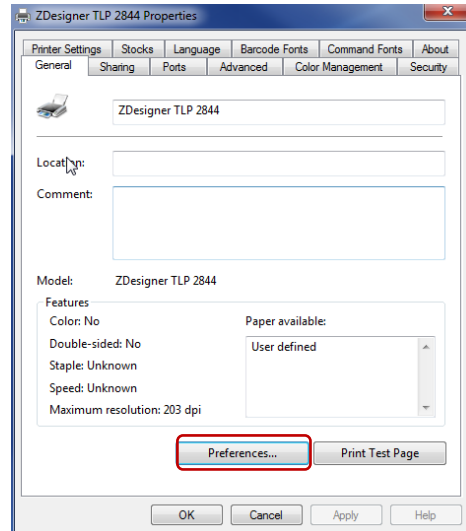 ZDesigner TLP 2844 Properties
Printer Settings Stocks Language Barcode Fonts Command Fonts About
General Sharing Ports Advanced Color Management Security
ZDesigner TLP 2844
Location:
Comment:
Model: ZDesigner TLP 2844
Features
Color: No Paper available:
Double-sided: No User defined
Staple: Unknown
Speed: Unknown
Maximum resolution: 203 dpi
Preferences... Print Test Page
OK Cancel Apply Help